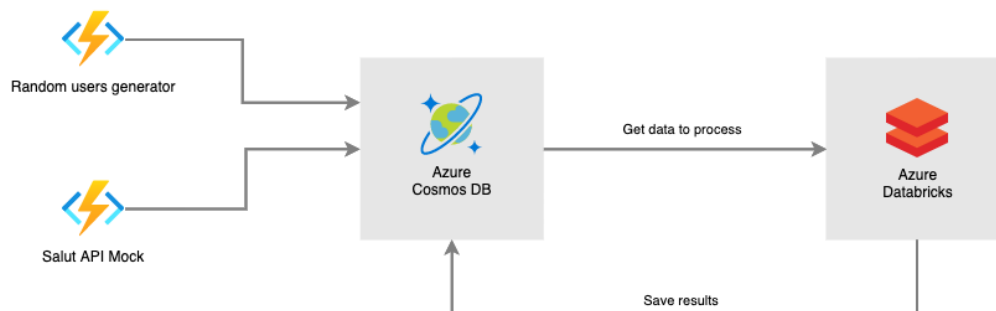 Random users generator
Salut API Mock
Azure
Cosmos DB
Get data to process
Azure
Databricks
Save results